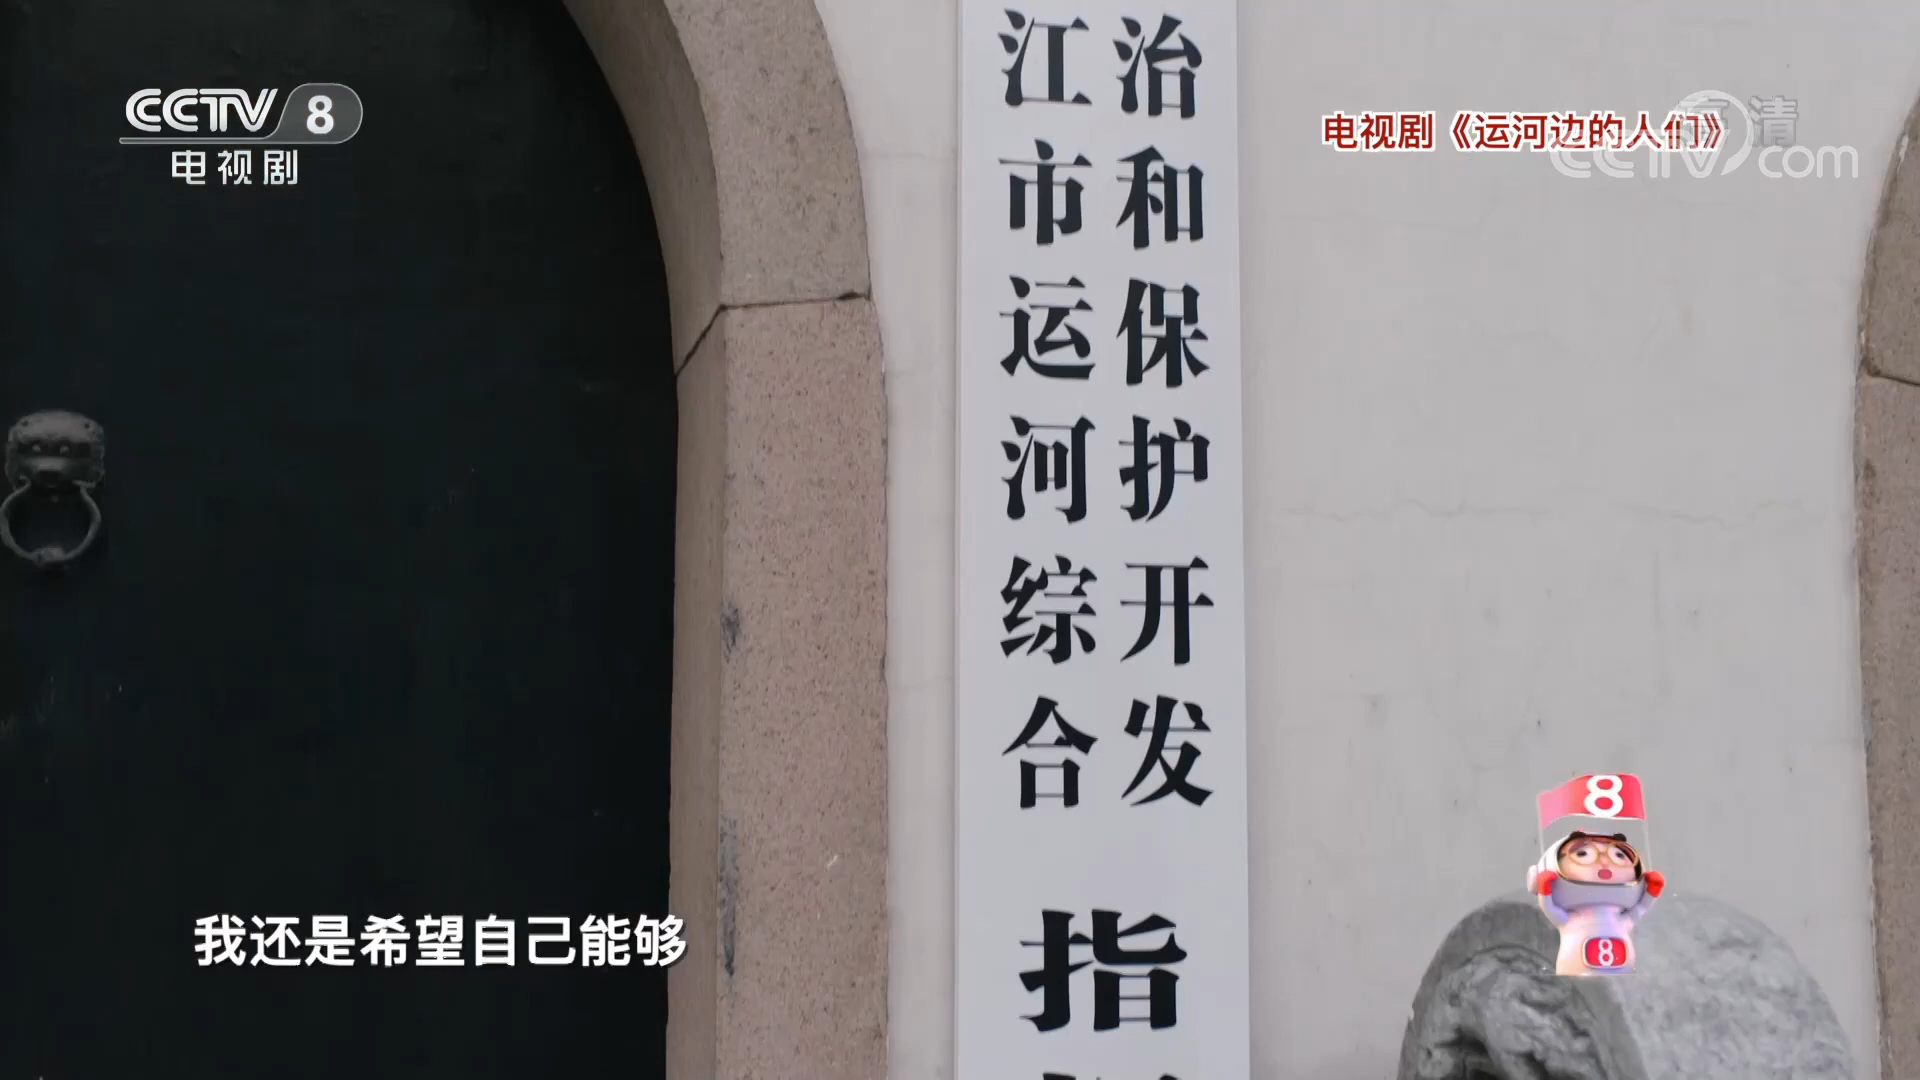 CCTV 8
电视剧
电视剧《运河边的人们》
高清
CCTV.com
江市运河综合
治和保护开发
指
8
8
我还是希望自己能够